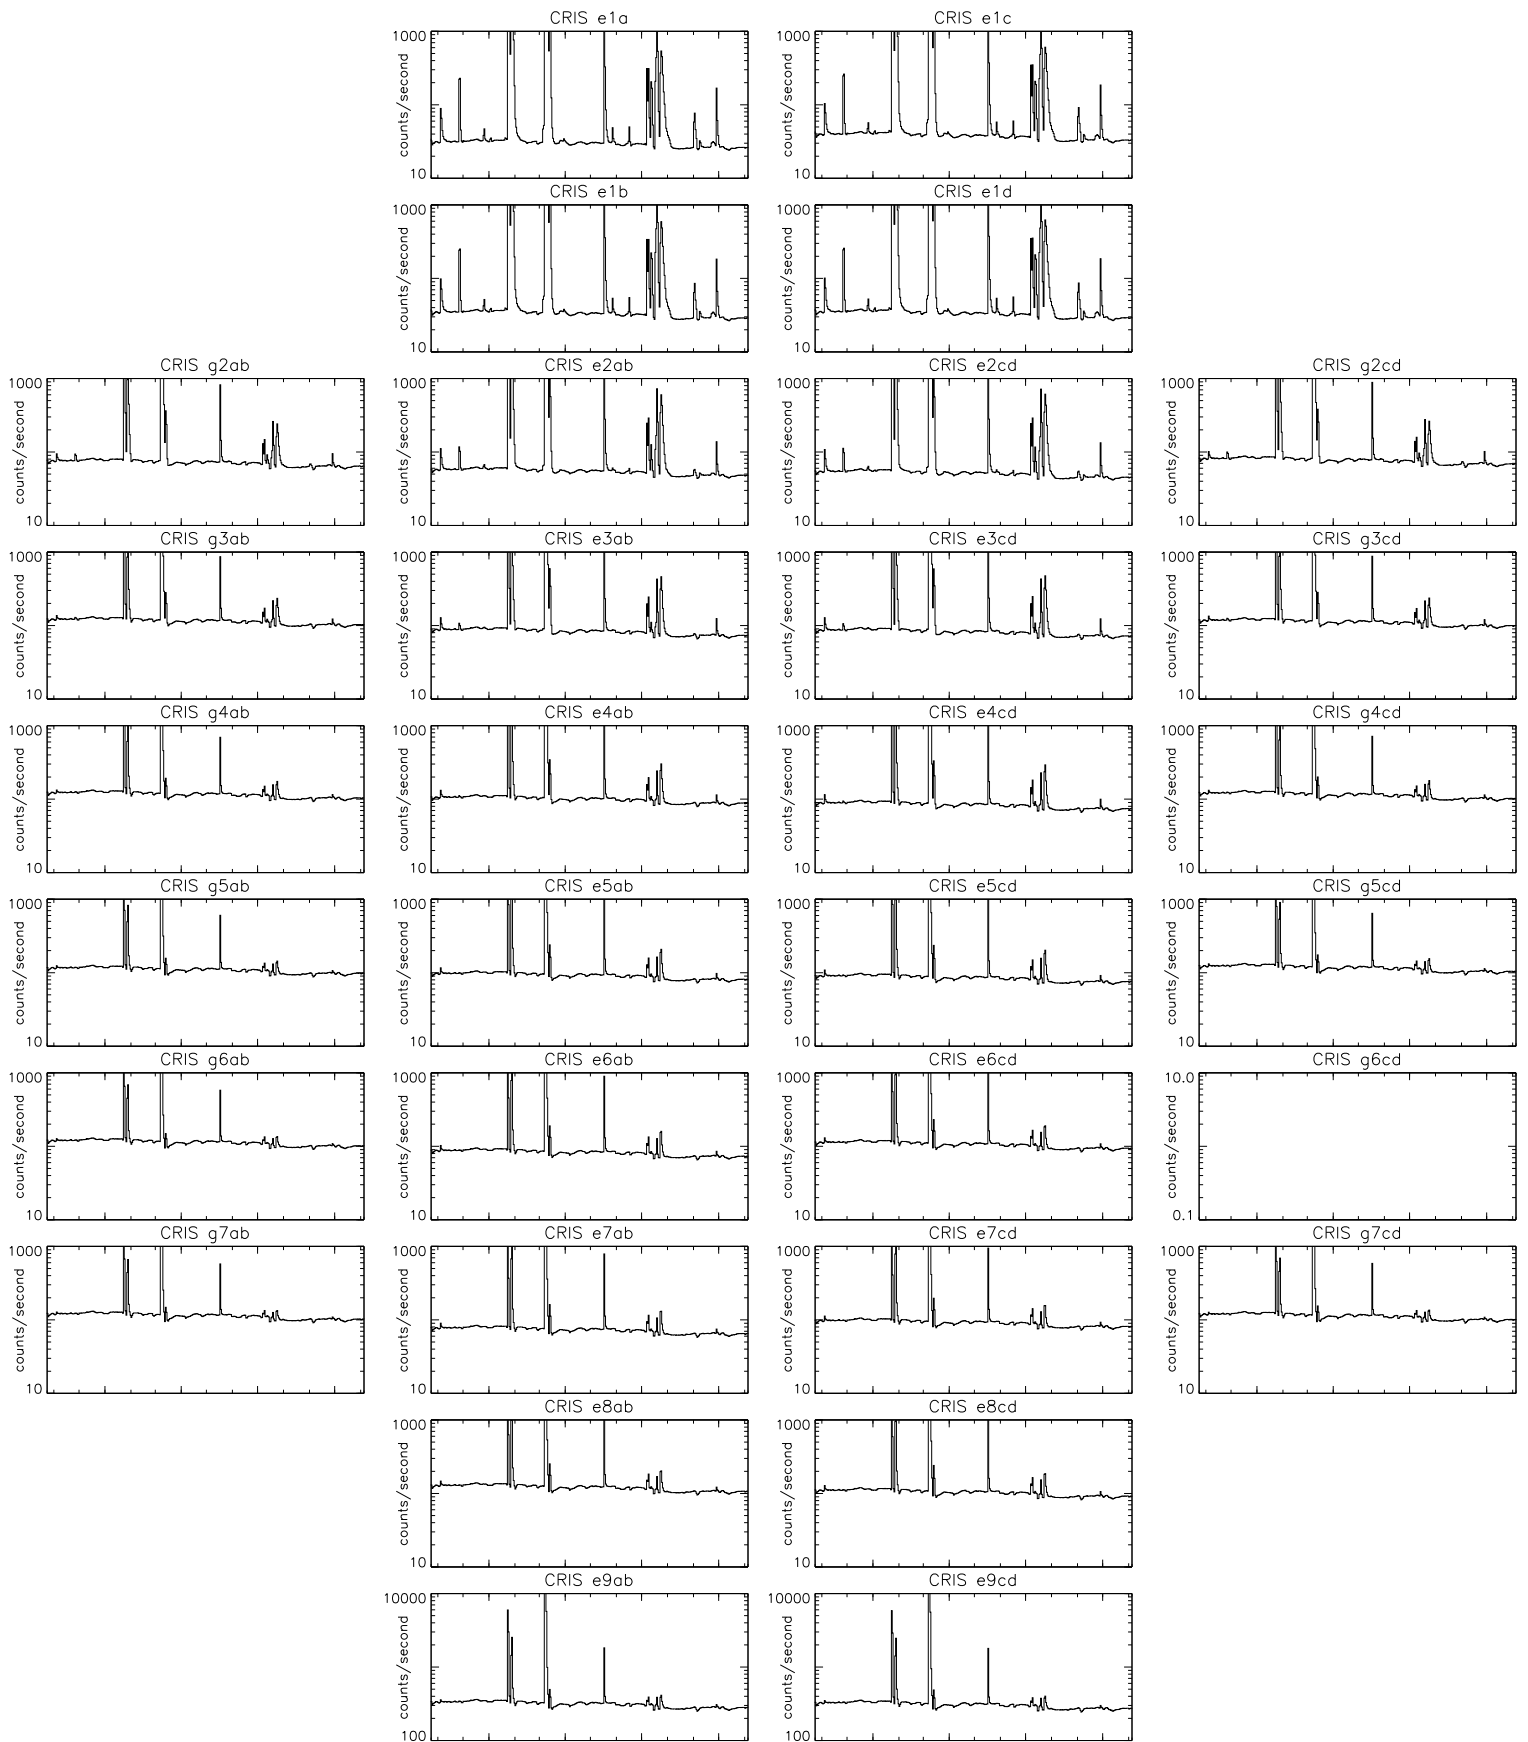 CRIS e1a CRIS e1c
1000 1000
counts/second counts/second
10 10
CRIS e1b CRIS e1d
1000 1000
counts/second counts/second
10 10
CRIS g2ab CRIS e2ab CRIS e2cd CRIS g2cd
1000 1000 1000 1000
counts/second counts/second counts/second counts/second
10 10 10 10
CRIS g3ab CRIS e3ab CRIS e3cd CRIS g3cd
1000 1000 1000 1000
counts/second counts/second counts/second counts/second
10 10 10 10
CRIS g4ab CRIS e4ab CRIS e4cd CRIS g4cd
1000 1000 1000 1000
counts/second counts/second counts/second counts/second
10 10 10 10
CRIS g5ab CRIS e5ab CRIS e5cd CRIS g5cd
1000 1000 1000 1000
counts/second counts/second counts/second counts/second
10 10 10 10
CRIS g6ab CRIS e6ab CRIS e6cd CRIS g6cd
1000 1000 1000 10.0
counts/second counts/second counts/second counts/second
10 10 10 0.1
CRIS g7ab CRIS e7ab CRIS e7cd CRIS g7cd
1000 1000 1000 1000
counts/second counts/second counts/second counts/second
10 10 10 10
CRIS e8ab CRIS e8cd
1000 1000
counts/second counts/second
10 10
CRIS e9ab CRIS e9cd
10000 10000
counts/second counts/second
100 100